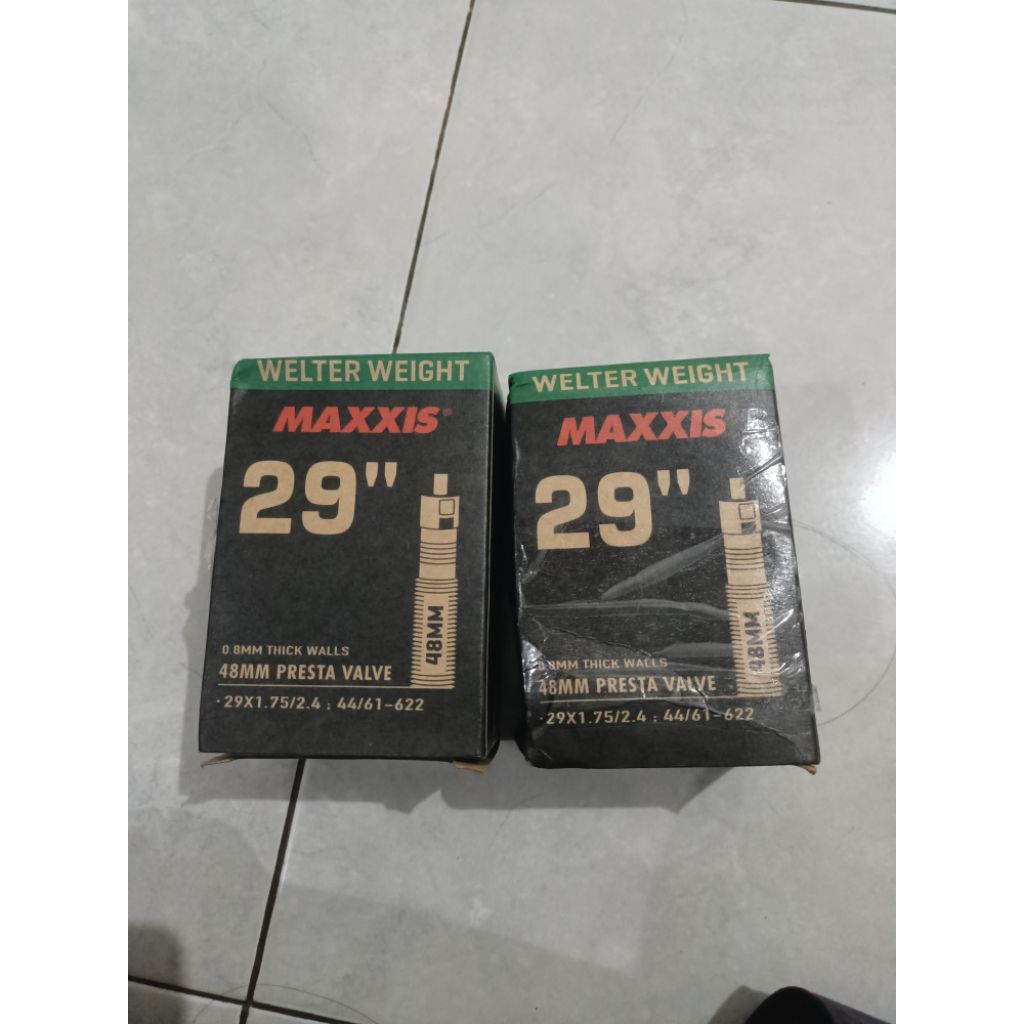 WELTER WEIGHT
MAXXIS®
29"
48MM
0.8MM THICK WALLS
48MM PRESTA VALVE
·29X1.75/2.4 : 44/61-622
WELTER WEIGHT
MAXXIS
29"
48MM
0.8MM THICK WALLS
48MM PRESTA VALVE
·29X1.75/2.4 : 44/61-622